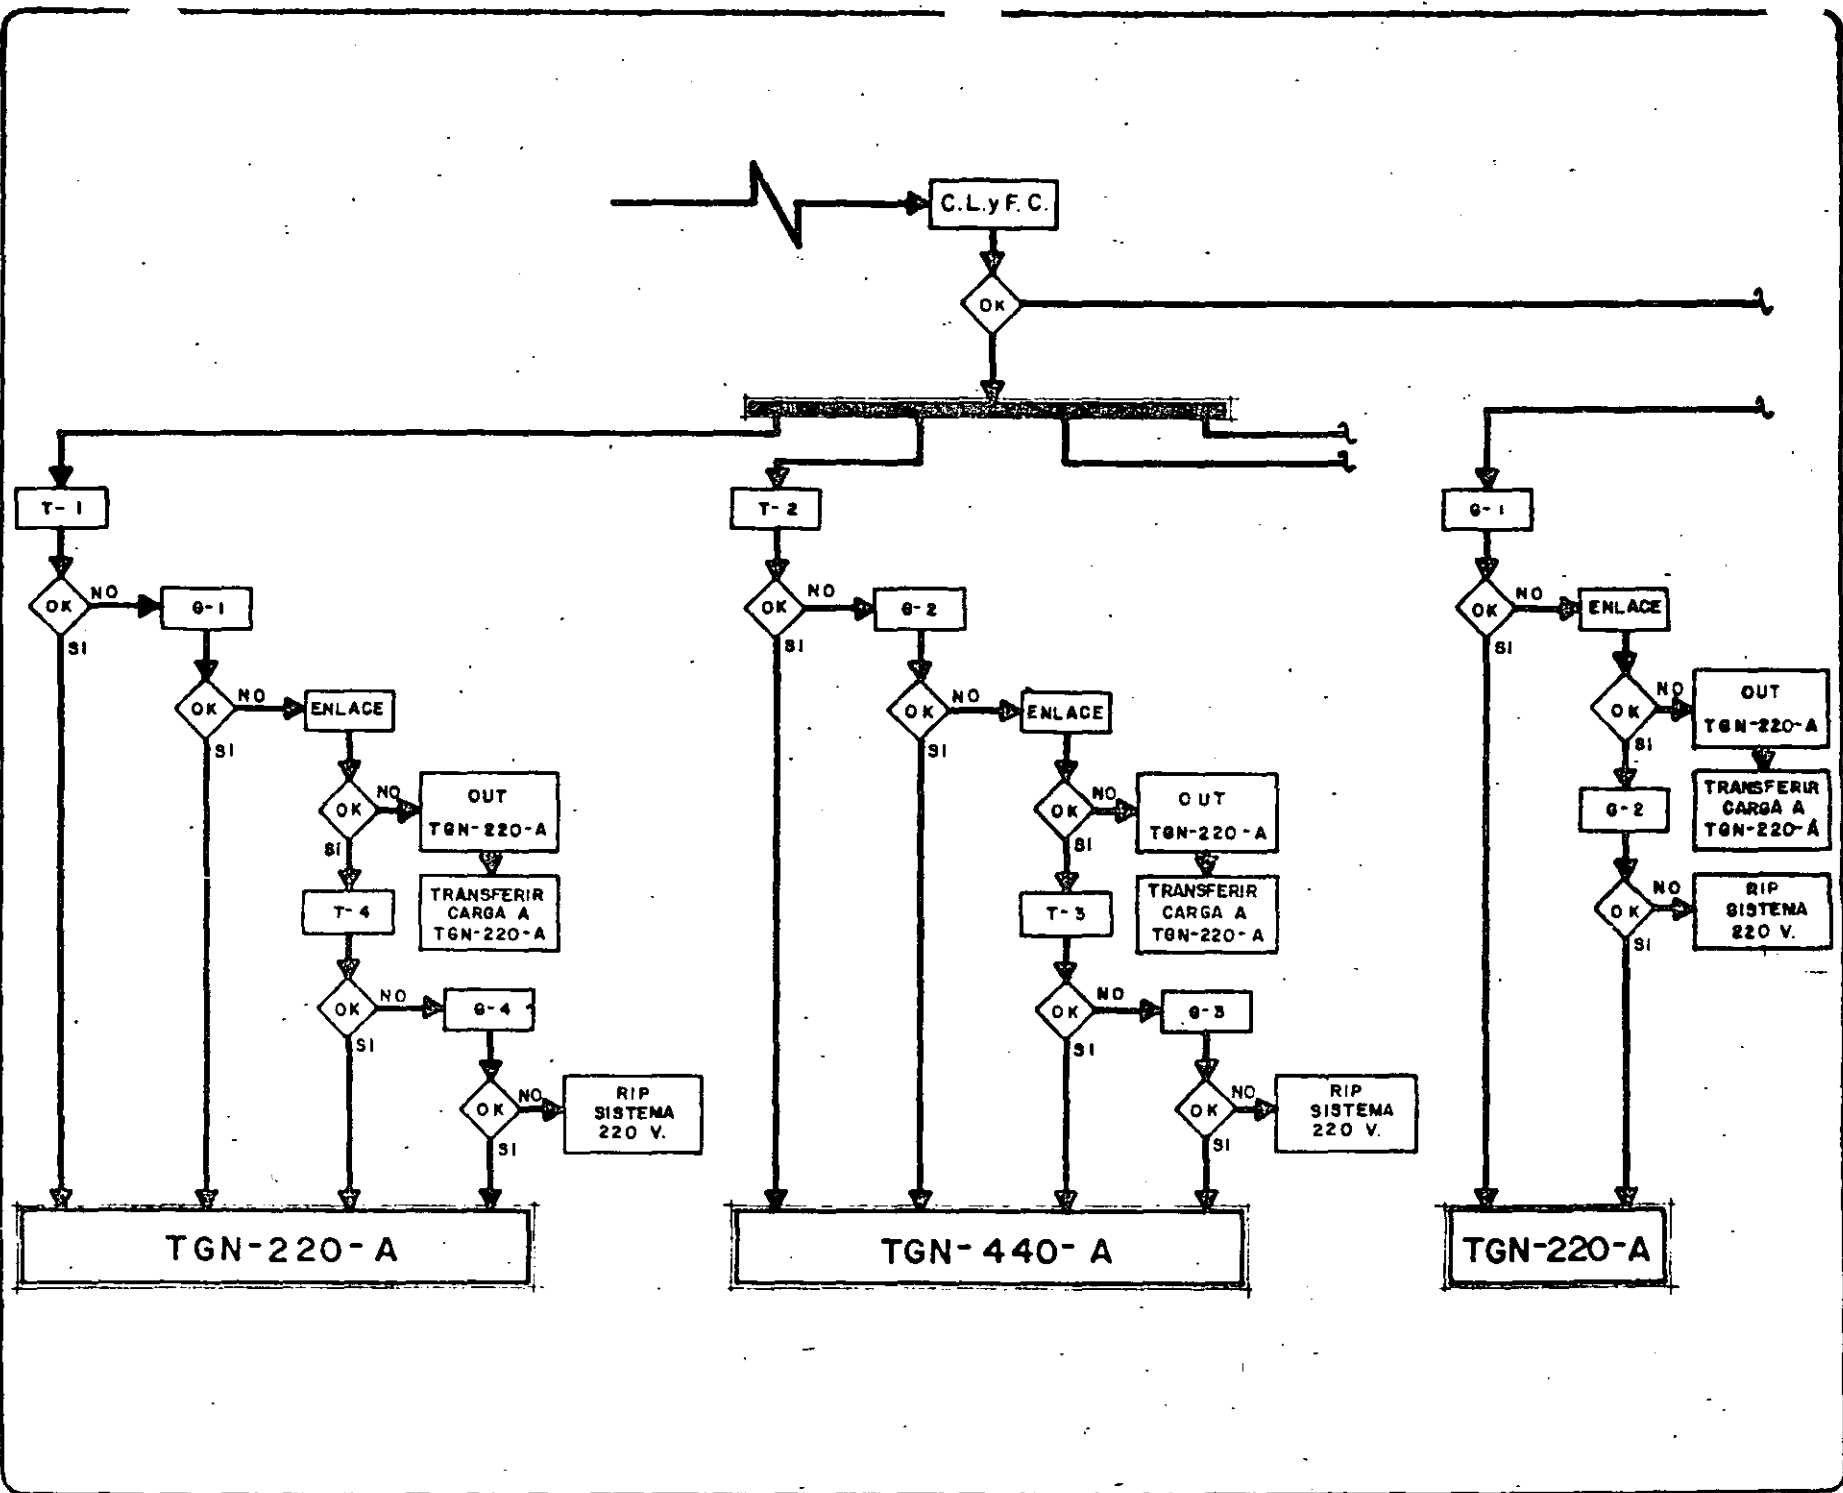 C.L.y F.C.
OK
T-1
OK
NO
SI
G-1
OK
NO
SI
ENLACE
OK
NO
SI
OUT
TGN-220-A
TRANSFERIR
CARGA A
TGN-220-A
T-4
OK
NO
SI
G-4
OK
NO
SI
RIP
SISTEMA
220 V.
TGN-220-A
T-2
OK
NO
SI
G-2
OK
NO
SI
ENLACE
OK
NO
SI
OUT
TGN-220-A
TRANSFERIR
CARGA A
TGN-220-A
T-3
OK
NO
SI
G-3
OK
NO
SI
RIP
SISTEMA
220 V.
TGN-440-A
G-1
OK
NO
SI
ENLACE
OK
NO
SI
OUT
TGN-220-A
TRANSFERIR
CARGA A
TGN-220-A
G-2
OK
NO
SI
RIP
SISTEMA
220 V.
TGN-220-A